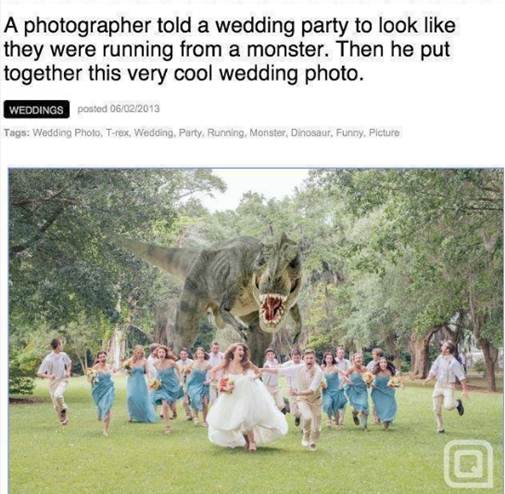 A photographer told a wedding party to look like
they were running from a monster. Then he put
together this very cool wedding photo.
WEDDINGS posted 06/02/2013
Tags: Wedding Photo, T-rex, Wedding, Party, Running, Monster, Dinosaur, Funny, Picture